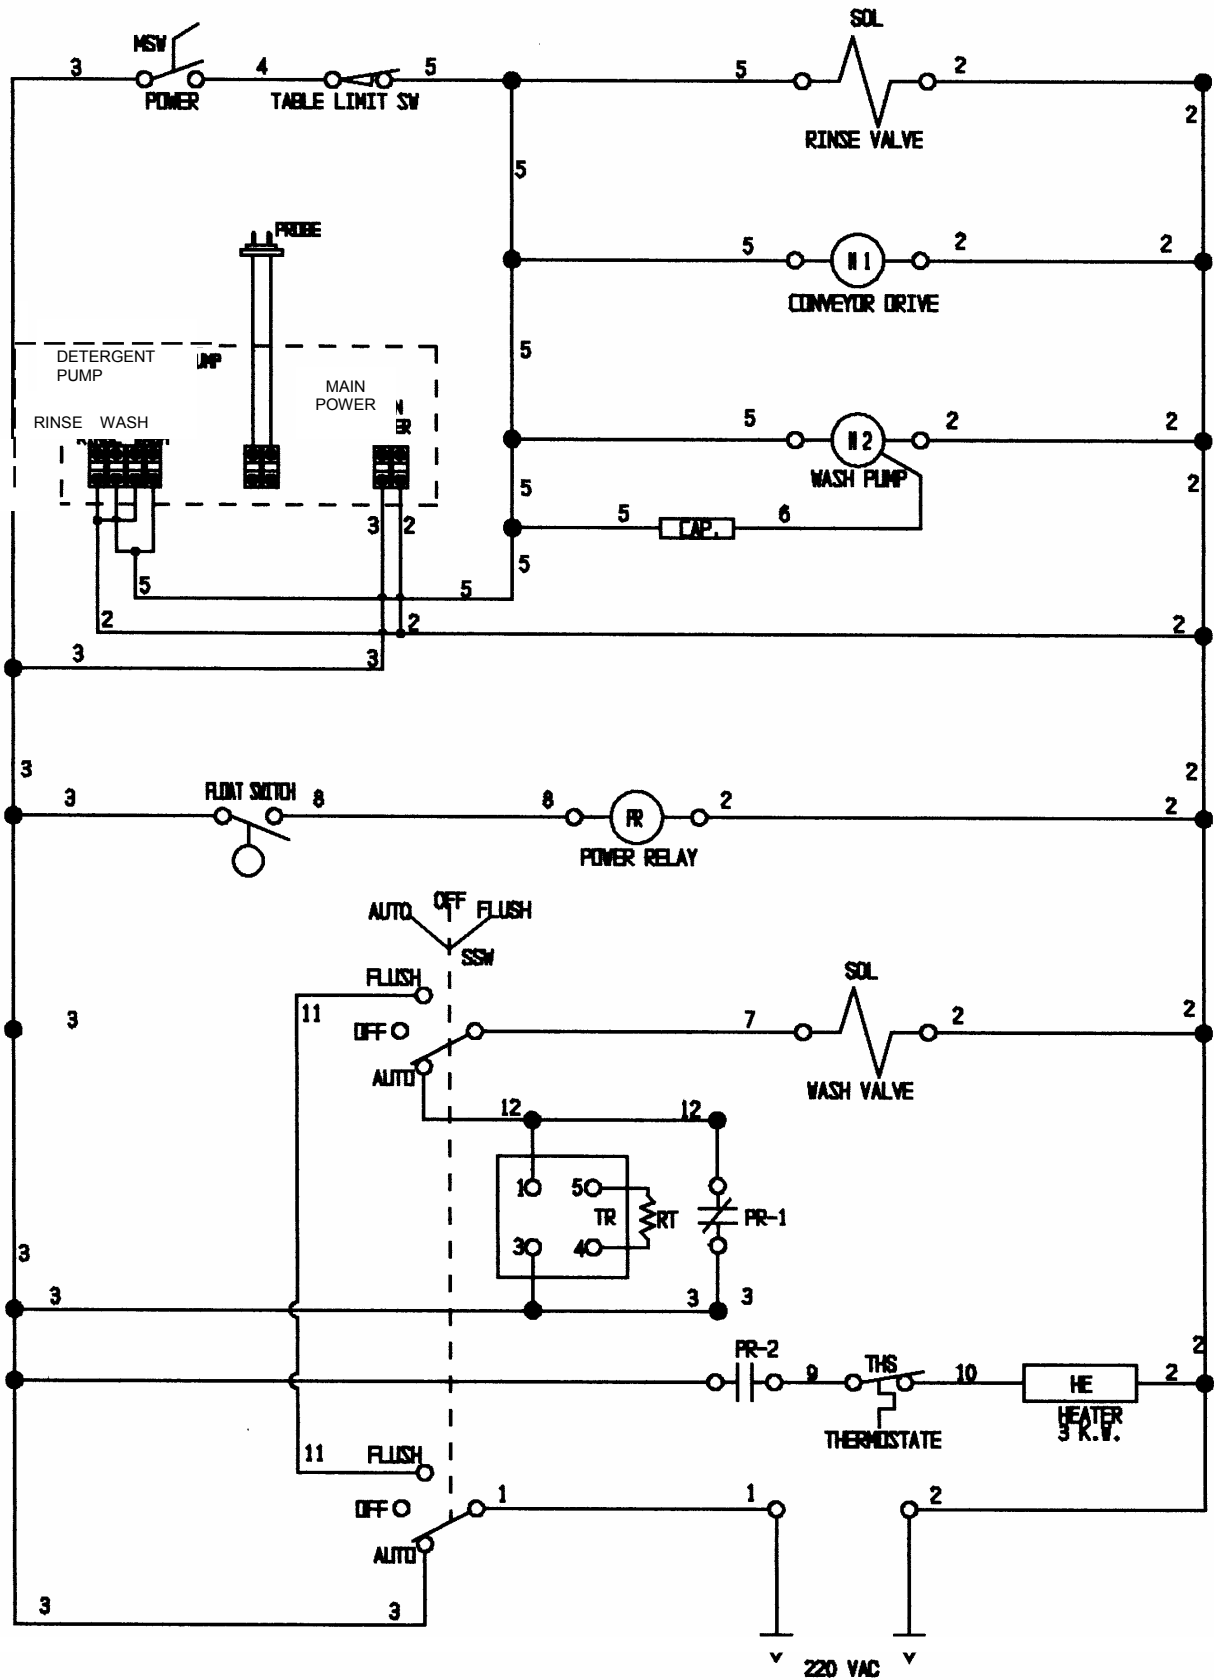 SOL
MSW
3 4 5 5 2
POWER TABLE LIMIT SW
2
RINSE VALVE
5
PROBE
5 M 1 2 2
CONVEYOR DRIVE
5
DETERGENT
PUMP
UMP
MAIN
POWER
N
ER
RINSE WASH
5 M 2 2 2
WASH PUMP
5 2
3 2 5 CAP. 6
5
5 5
2 2 2
3 3
3 2
3 FLOAT SWITCH 8 8 PR 2 2
POWER RELAY
AUTO OFF FLUSH
SSW
FLUSH SOL
11
3 OFF 7 2 2
AUTO
WASH VALVE
12 12
1 5
TR RT PR-1
3 4
3
3 3 3
PR-2 THS 2
9 10 HE 2
THERMOSTATE HEATER
3 K.W.
11 FLUSH
OFF 1 1 2
AUTO
3 3
220 VAC